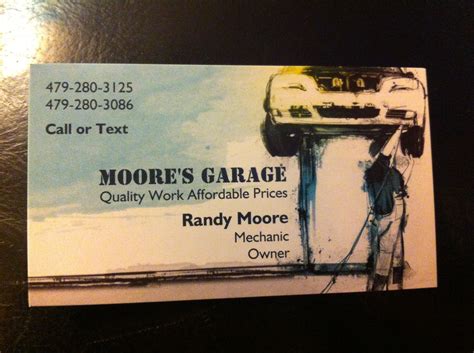 479-280-3125
479-280-3086
Call or Text
MOORE'S GARAGE
Quality Work Affordable Prices
Randy Moore
Mechanic
Owner